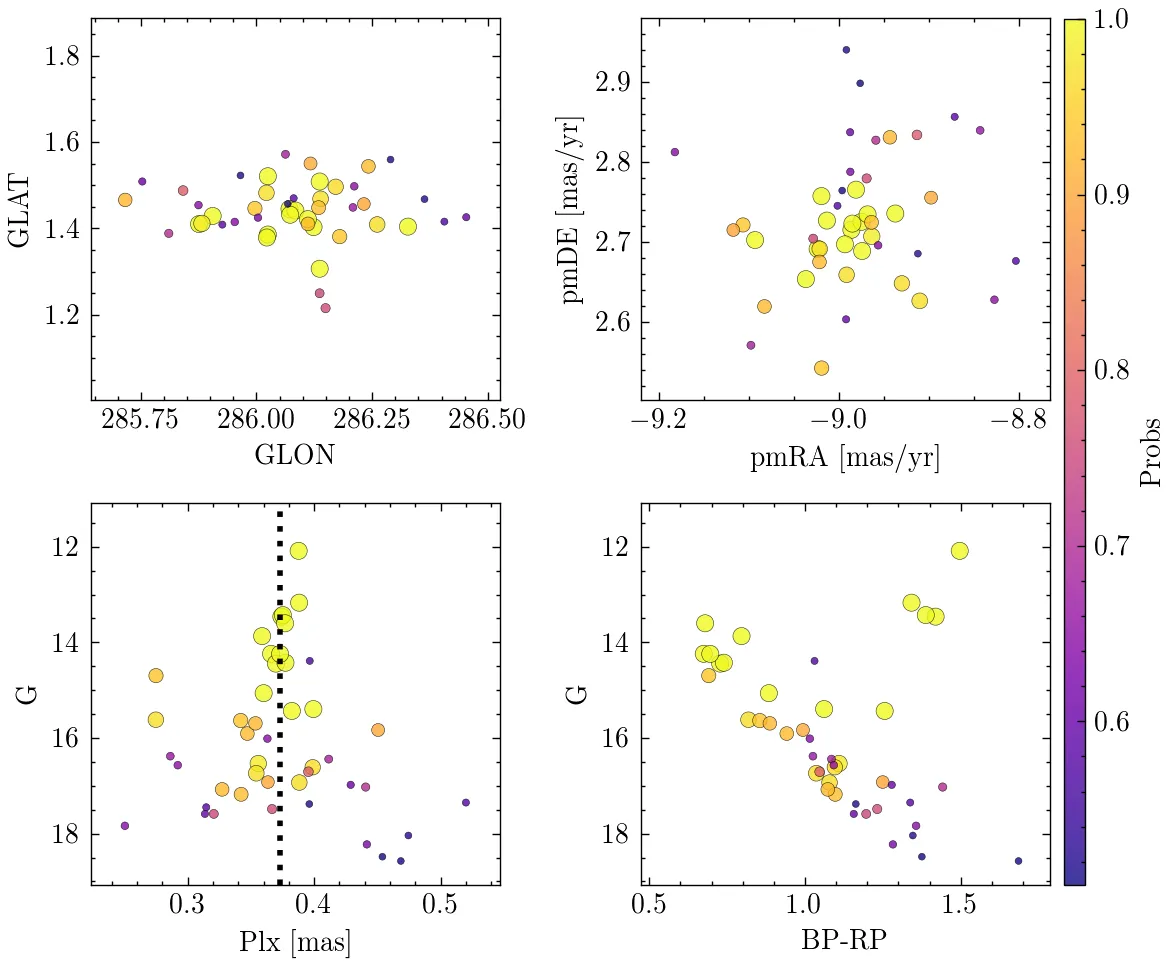 1.8
1.6
1.4
1.2
GLAT
285.75 286.00 286.25 286.50
GLON
2.9
2.8
2.7
2.6
pmDE [mas/yr]
−9.2 −9.0 −8.8
pmRA [mas/yr]
1.0
0.9
0.8
0.7
0.6
Probs
12
14
16
18
G
0.3 0.4 0.5
Plx [mas]
12
14
16
18
G
0.5 1.0 1.5
BP-RP